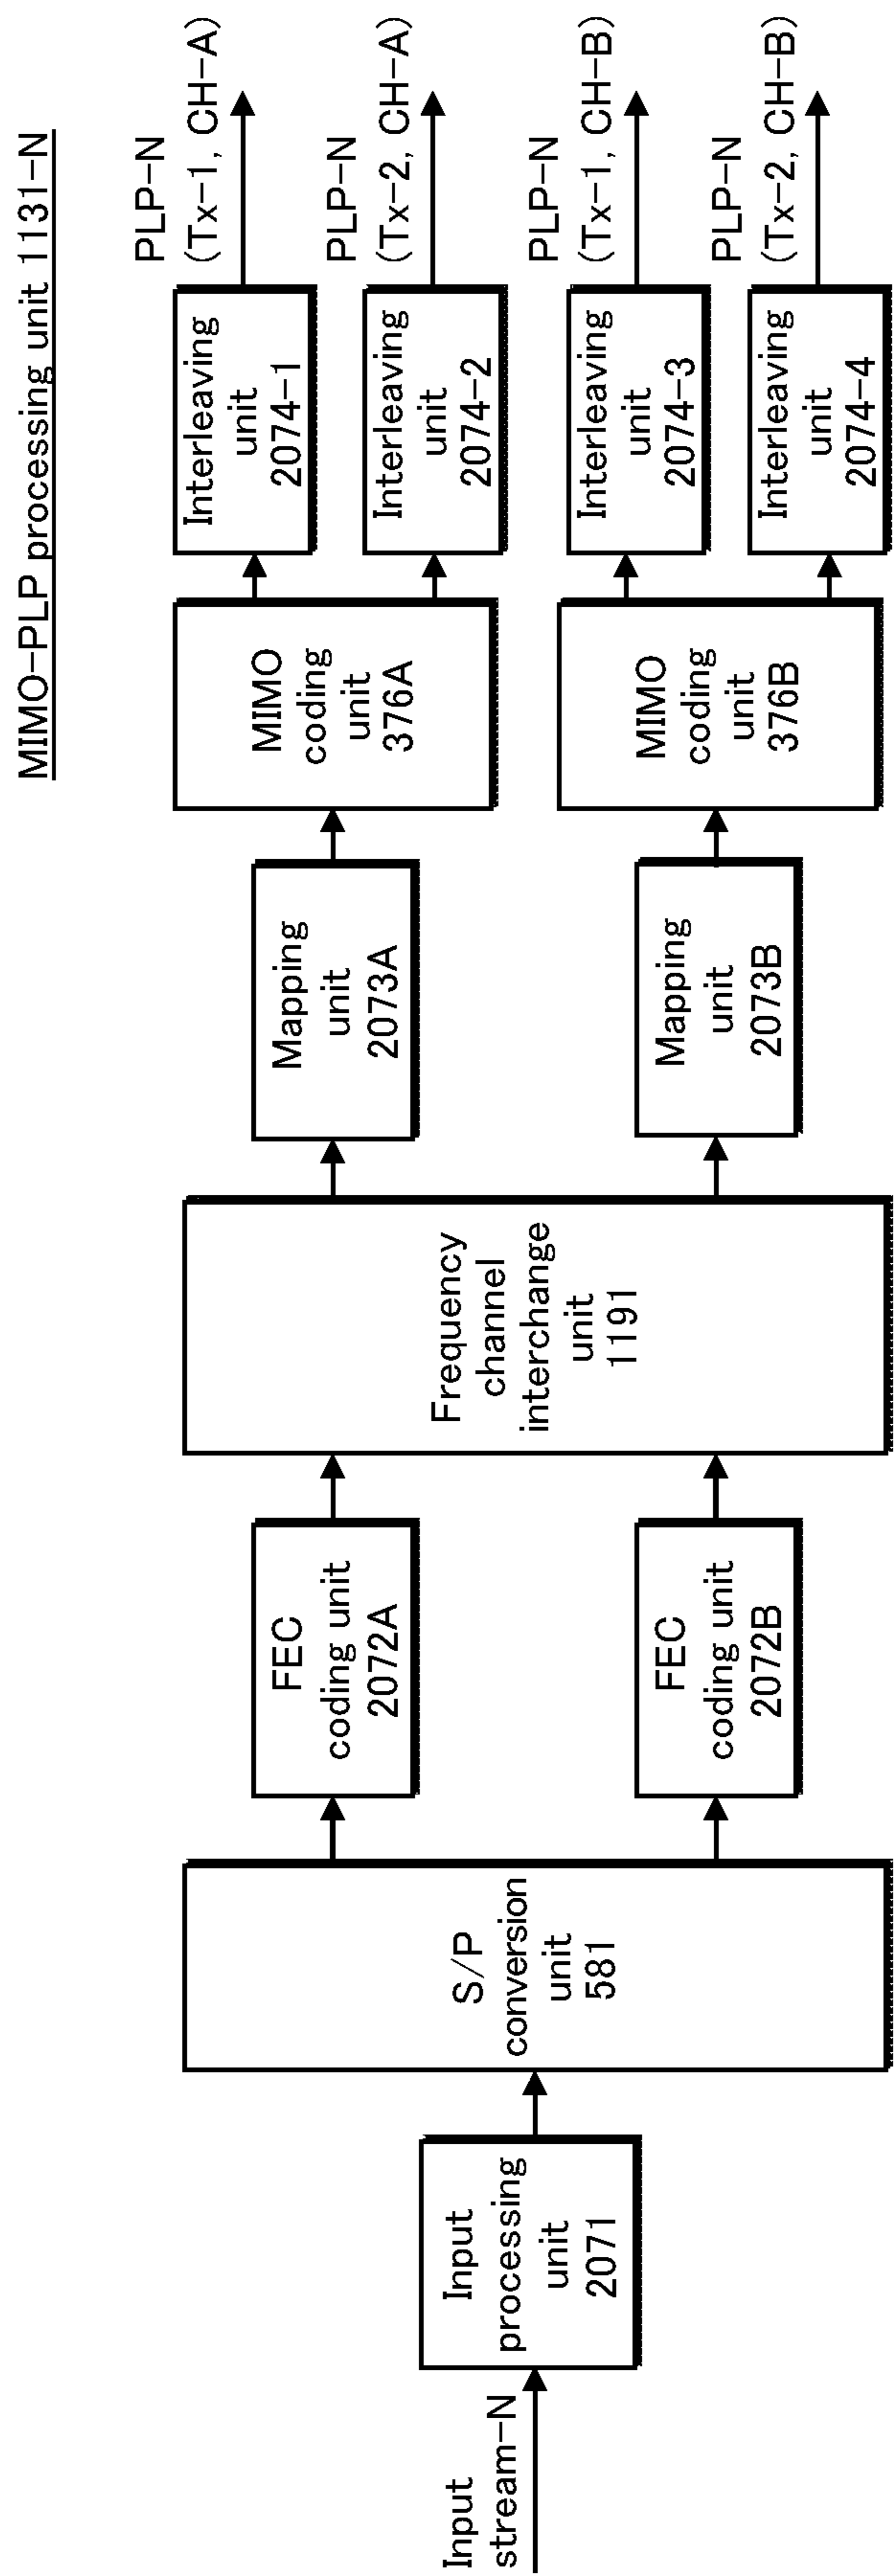 MIMO-PLP processing unit 1131-N
Input
stream-N
Input
processing
unit
2071
S/P
conversion
unit
581
FEC
coding unit
2072A
FEC
coding unit
2072B
Frequency
channel
interchange
unit
1191
Mapping
unit
2073A
Mapping
unit
2073B
MIMO
coding
unit
376A
MIMO
coding
unit
376B
Interleaving
unit
2074-1
Interleaving
unit
2074-2
Interleaving
unit
2074-3
Interleaving
unit
2074-4
PLP-N
(Tx-1, CH-A)
PLP-N
(Tx-2, CH-A)
PLP-N
(Tx-1, CH-B)
PLP-N
(Tx-2, CH-B)